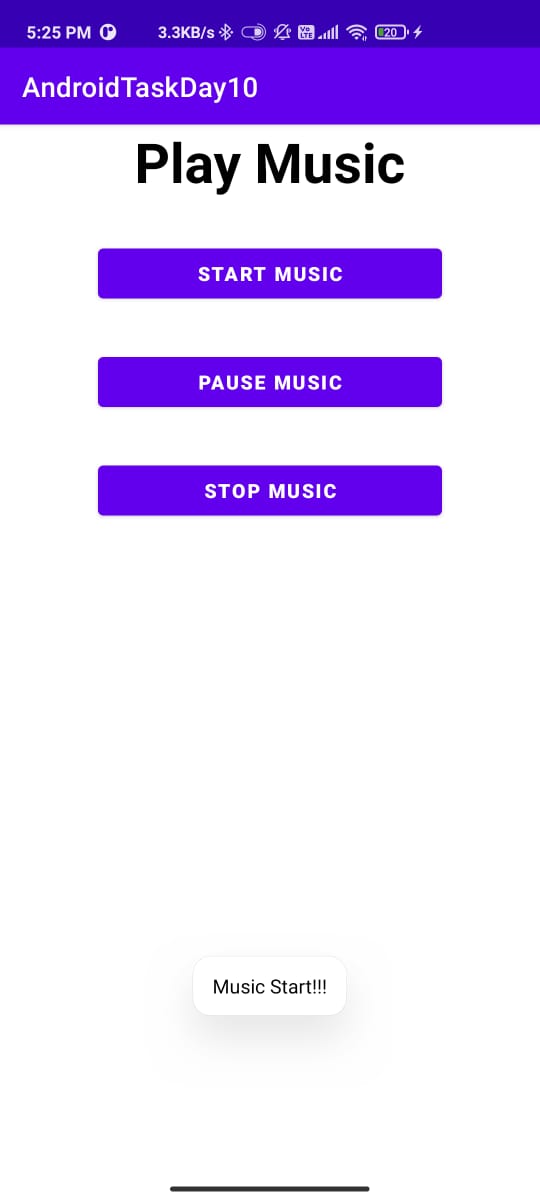 5:25 PM 3.3KB/s Vo LTE 20
AndroidTaskDay10
Play Music
START MUSIC
PAUSE MUSIC
STOP MUSIC
Music Start!!!